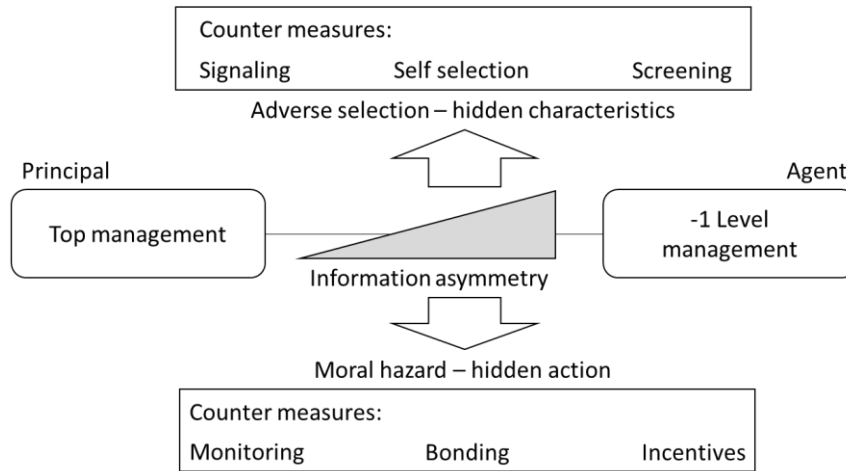 Counter measures:
Signaling Self selection Screening
Adverse selection – hidden characteristics
Principal
Agent
Top management
-1 Level
management
Information asymmetry
Moral hazard – hidden action
Counter measures:
Monitoring Bonding Incentives